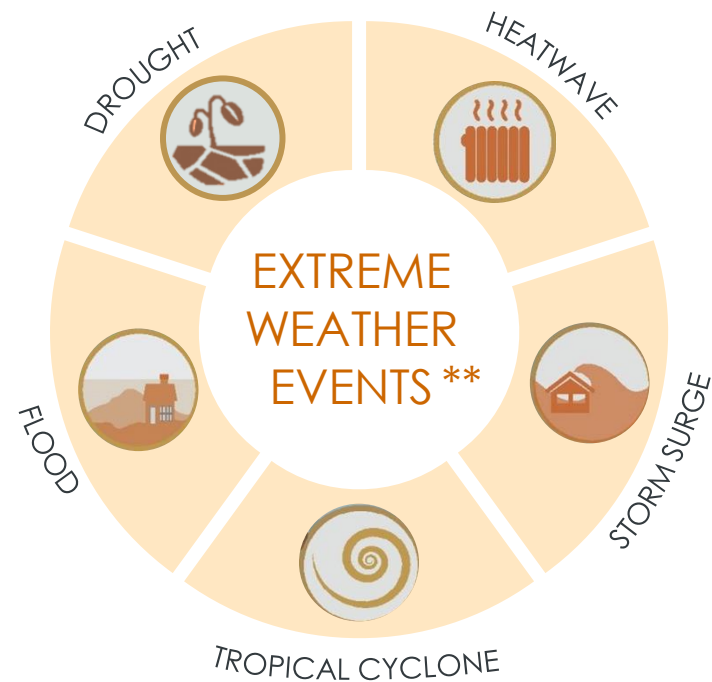 DROUGHT
HEATWAVE
EXTREME
WEATHER
EVENTS **
FLOOD
STORM SURGE
TROPICAL CYCLONE